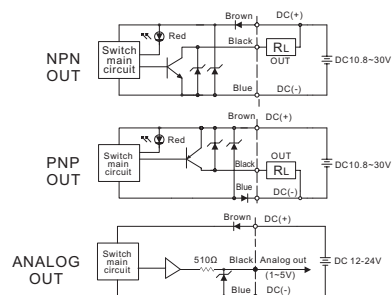 Brown DC(+)
Red
Black RL
OUT
Switch main circuit
NPN OUT
DC10.8~30V
Blue DC(-)
Brown DC(+)
Red
OUT
Switch main circuit
PNP OUT
Black RL
DC10.8~30V
Blue
DC(-)
Brown DC(+)
Switch main circuit
ANALOG OUT
510Ω Black Analog out
(1~5V)
DC 12-24V
Blue DC(-)